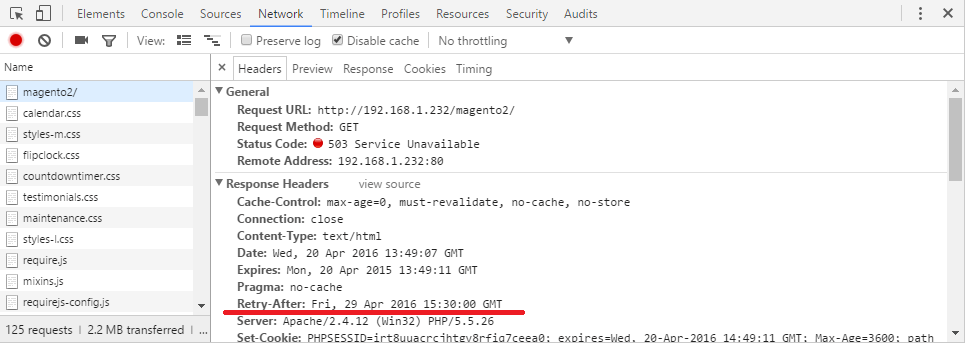 Elements Console Sources Network Timeline Profiles Resources Security Audits
View: Preserve log Disable cache No throttling
Name
Headers Preview Response Cookies Timing
magento2/
calendar.css
styles-m.css
flipclock.css
countdowntimer.css
testimonials.css
maintenance.css
styles-l.css
require.js
mixins.js
requirejs-config.js
125 requests | 2.2 MB transferred | ...
General
Request URL: http://192.168.1.232/magento2/
Request Method: GET
Status Code: 503 Service Unavailable
Remote Address: 192.168.1.232:80
Response Headers view source
Cache-Control: max-age=0, must-revalidate, no-cache, no-store
Connection: close
Content-Type: text/html
Date: Wed, 20 Apr 2016 13:49:07 GMT
Expires: Mon, 20 Apr 2015 13:49:11 GMT
Pragma: no-cache
Retry-After: Fri, 29 Apr 2016 15:30:00 GMT
Server: Apache/2.4.12 (Win32) PHP/5.5.26
Set-Cookie: expires=Wed, 20-Apr-2016 14:49:11 GMT; Max-Age=3600; path